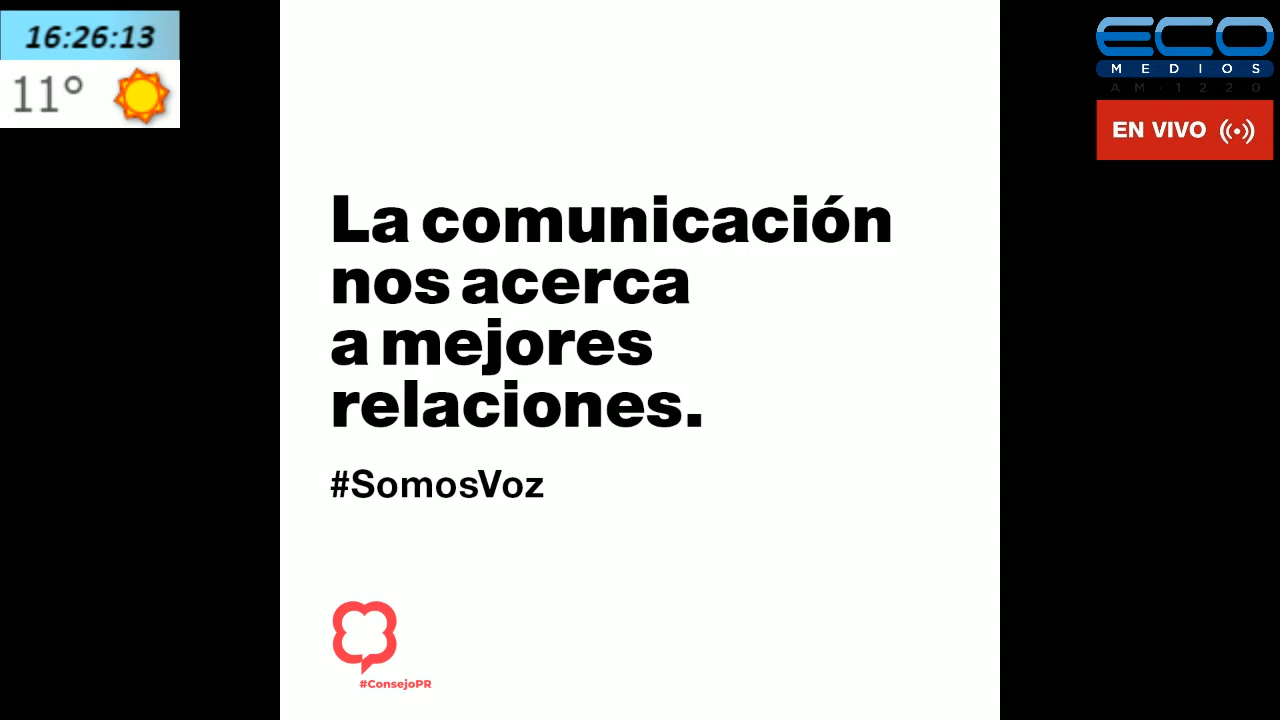 16:26:13
11°
ECO
MEDIOS
AM·1220
EN VIVO
La comunicación
nos acerca
a mejores
relaciones.
#SomosVoz
#ConsejoPR